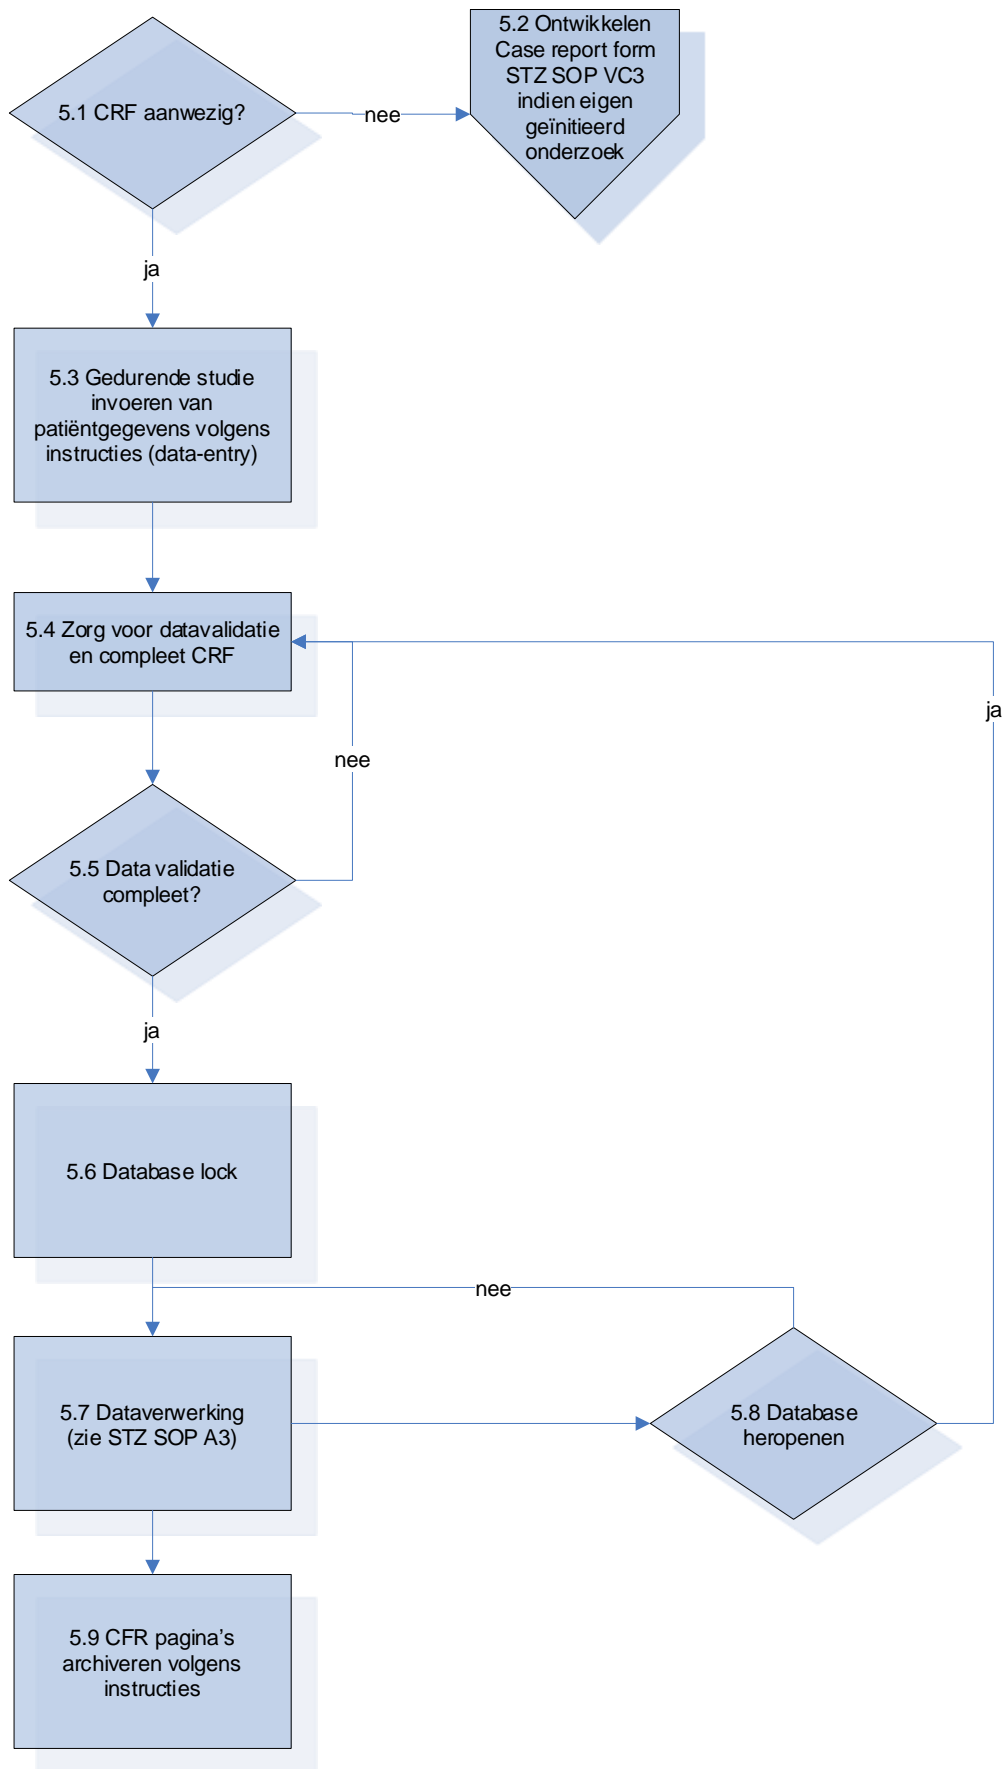 5.1 CRF aanwezig?
nee
5.2 Ontwikkelen
Case report form
STZ SOP VC3
indien eigen
geïnitieerd
onderzoek
ja
5.3 Gedurende studie
invoeren van
patiëntgegevens volgens
instructies (data-entry)
5.4 Zorg voor datavalidatie
en compleet CRF
ja
nee
5.5 Data validatie
compleet?
ja
5.6 Database lock
nee
5.7 Dataverwerking
(zie STZ SOP A3)
5.8 Database
heropenen
5.9 CFR pagina's
archiveren volgens
instructies